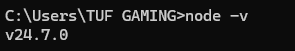 C:\Users\TUF GAMING>node -v
v24.7.0